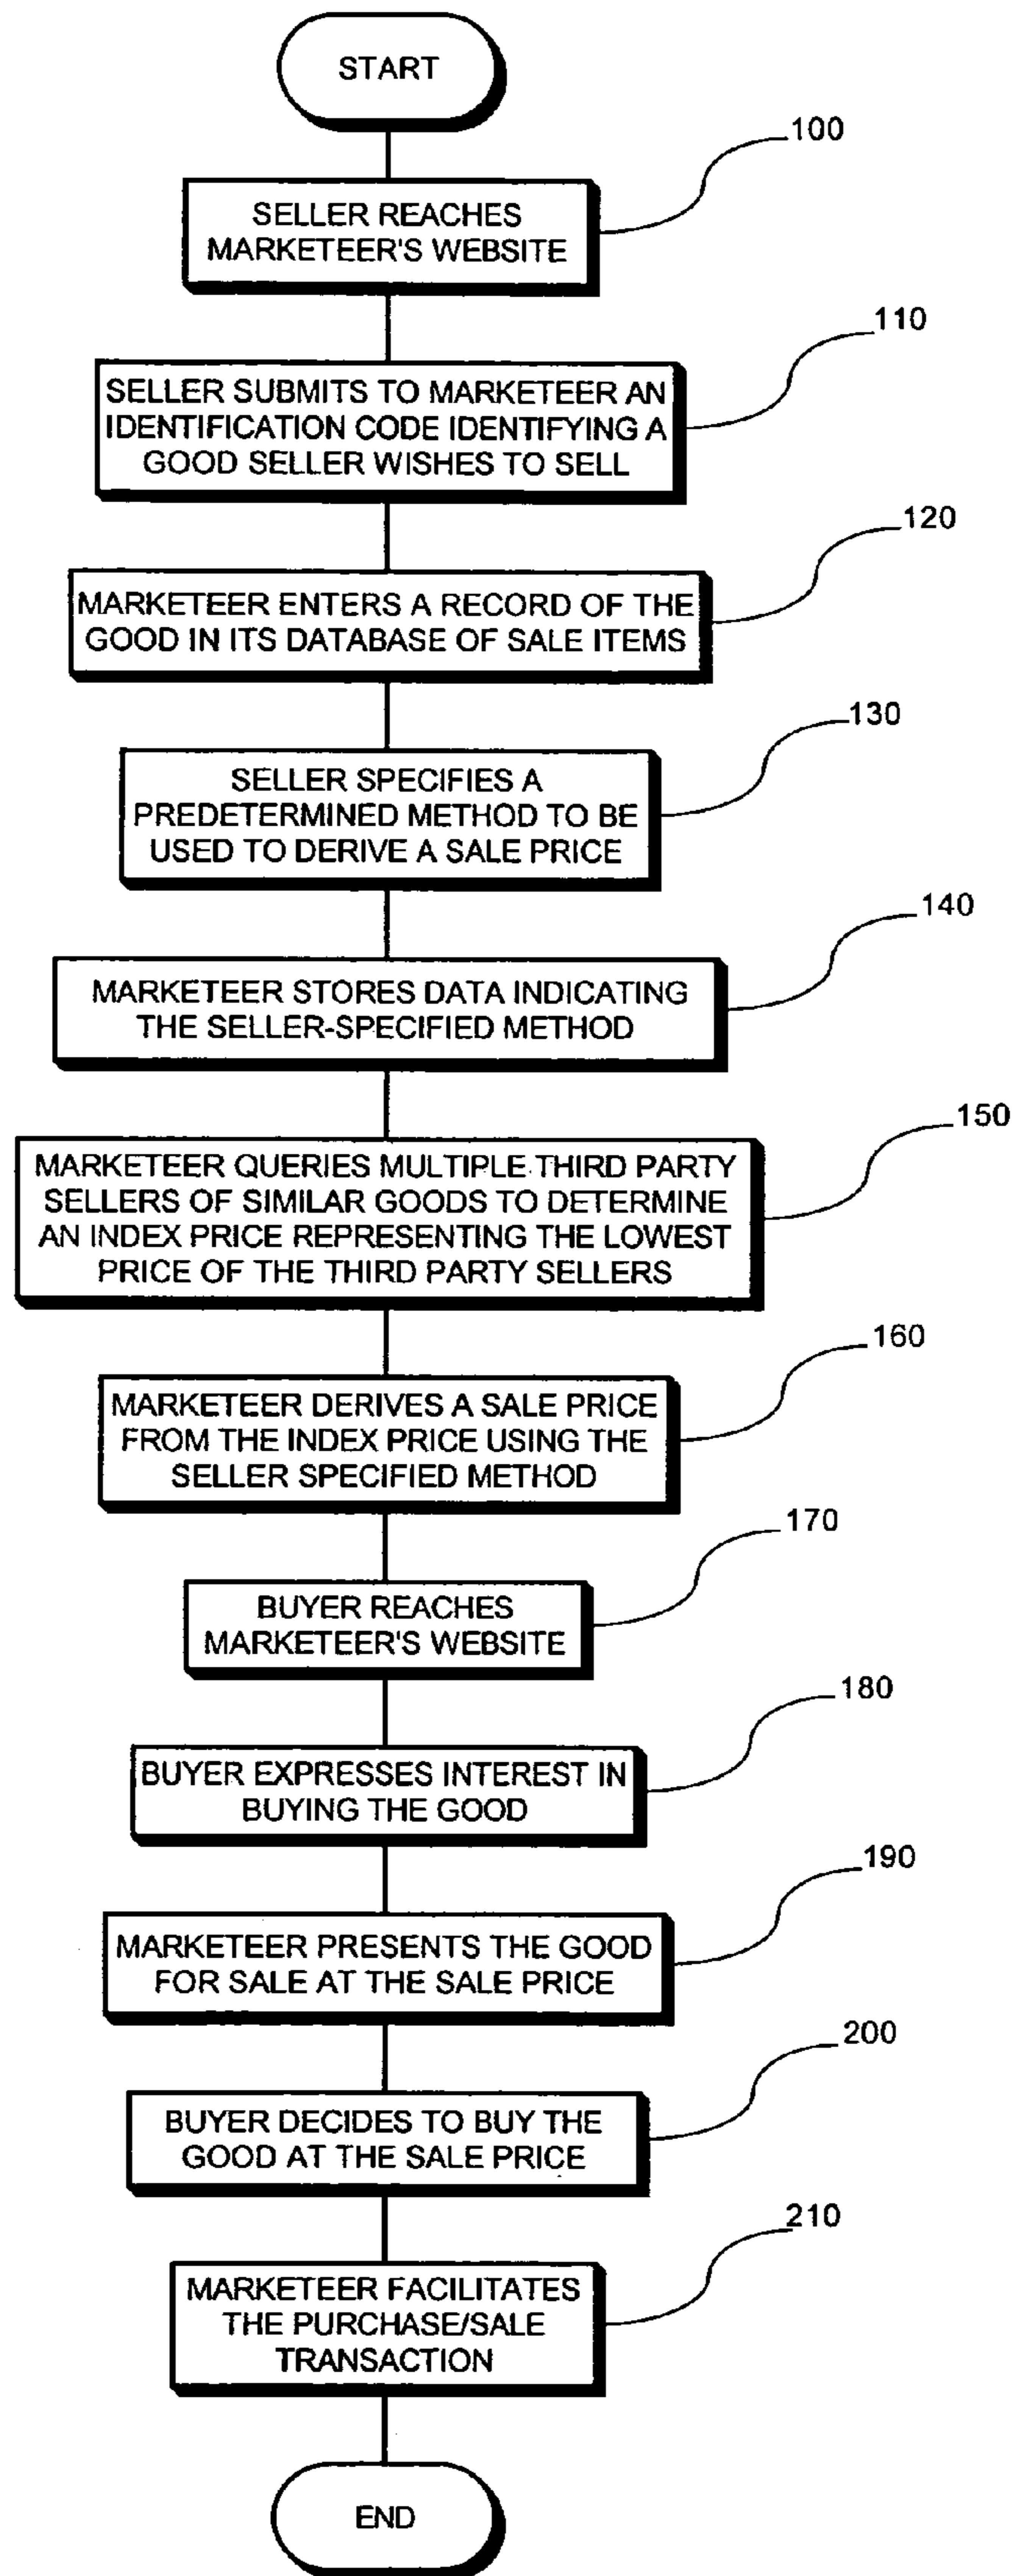 START
100
SELLER REACHES
MARKETEER'S WEBSITE
110
SELLER SUBMITS TO MARKETEER AN
IDENTIFICATION CODE IDENTIFYING A
GOOD SELLER WISHES TO SELL
120
MARKETEER ENTERS A RECORD OF THE
GOOD IN ITS DATABASE OF SALE ITEMS
130
SELLER SPECIFIES A
PREDETERMINED METHOD TO BE
USED TO DERIVE A SALE PRICE
140
MARKETEER STORES DATA INDICATING
THE SELLER-SPECIFIED METHOD
150
MARKETEER QUERIES MULTIPLE THIRD PARTY
SELLERS OF SIMILAR GOODS TO DETERMINE
AN INDEX PRICE REPRESENTING THE LOWEST
PRICE OF THE THIRD PARTY SELLERS
160
MARKETEER DERIVES A SALE PRICE
FROM THE INDEX PRICE USING THE
SELLER SPECIFIED METHOD
170
BUYER REACHES
MARKETEER'S WEBSITE
180
BUYER EXPRESSES INTEREST IN
BUYING THE GOOD
190
MARKETEER PRESENTS THE GOOD
FOR SALE AT THE SALE PRICE
200
BUYER DECIDES TO BUY THE
GOOD AT THE SALE PRICE
210
MARKETEER FACILITATES
THE PURCHASE/SALE
TRANSACTION
END